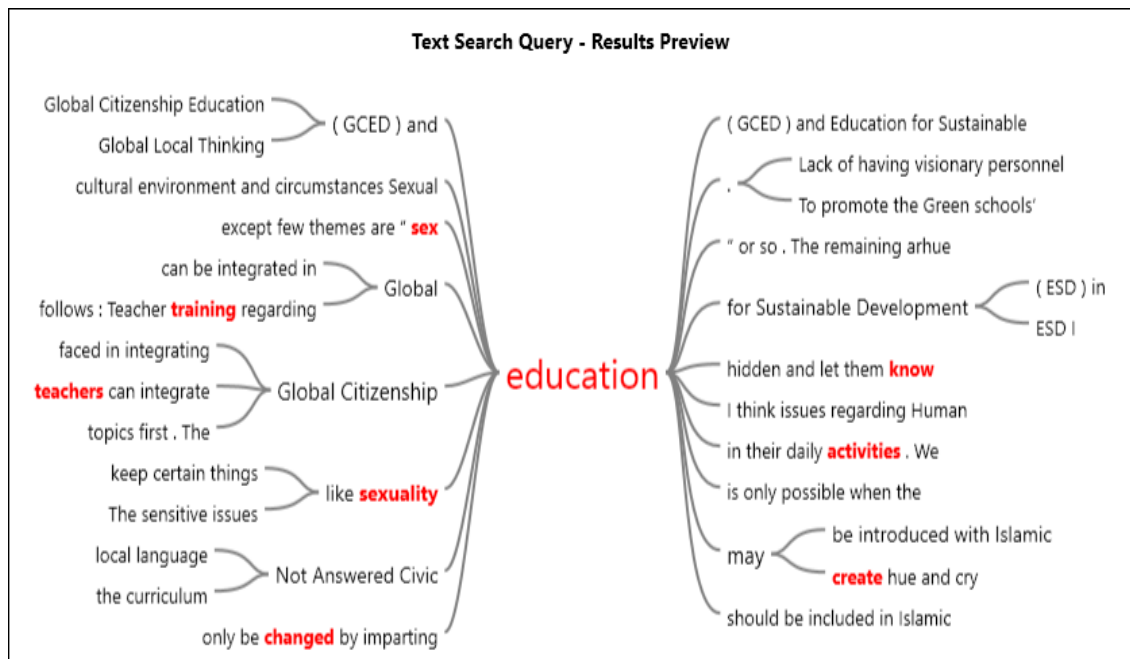 Text Search Query - Results Preview
Global Citizenship Education
Global Local Thinking
( GCED ) and
cultural environment and circumstances Sexual
except few themes are “ sex
can be integrated in
follows : Teacher training regarding
Global
faced in integrating
teachers can integrate
topics first . The
Global Citizenship
keep certain things
The sensitive issues
like sexuality
local language
the curriculum
Not Answered Civic
only be changed by imparting
education
( GCED ) and Education for Sustainable
.
Lack of having visionary personnel
To promote the Green schools’
“ or so . The remaining arhue
for Sustainable Development
( ESD ) in
ESD I
hidden and let them know
I think issues regarding Human
in their daily activities . We
is only possible when the
may
be introduced with Islamic
create hue and cry
should be included in Islamic